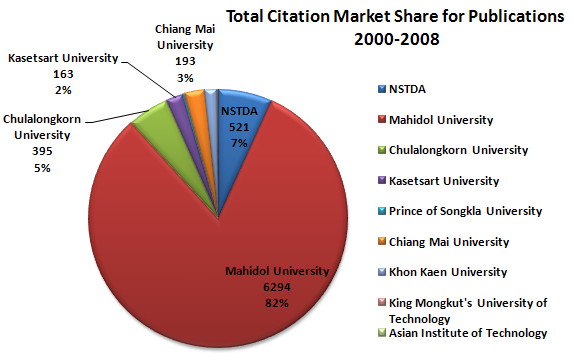 Total Citation Market Share for Publications
2000-2008
Chiang Mai
University
193
3%
Kasetsart University
163
2%
Chulalongkorn
University
395
5%
NSTDA
521
7%
Mahidol University
6294
82%
NSTDA
Mahidol University
Chulalongkorn University
Kasetsart University
Prince of Songkla University
Chiang Mai University
Khon Kaen University
King Mongkut's University of
Technology
Asian Institute of Technology